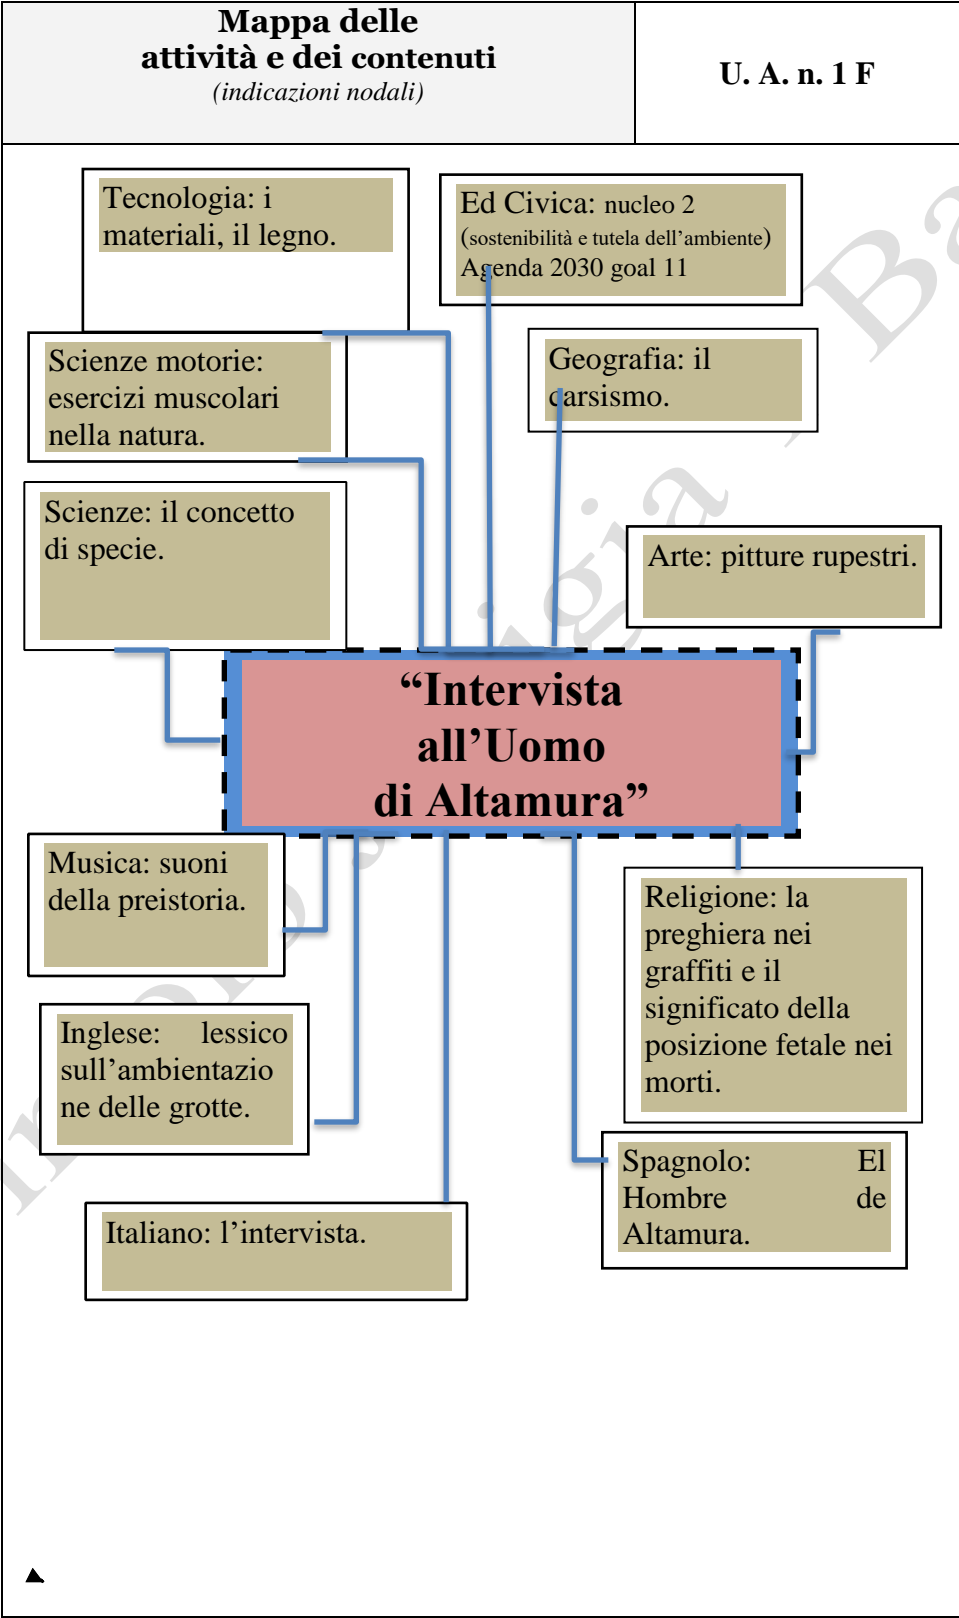 Mappa delle
attività e dei contenuti
(indicazioni nodali)
U. A. n. 1 F
Tecnologia: i
materiali, il legno.
Ed Civica: nucleo 2
(sostenibilità e tutela dell’ambiente)
Agenda 2030 goal 11
Scienze motorie:
esercizi muscolari
nella natura.
Geografia: il
carsismo.
Scienze: il concetto
di specie.
Arte: pitture rupestri.
“Intervista
all’Uomo
di Altamura”
Musica: suoni
della preistoria.
Religione: la
preghiera nei
graffiti e il
significato della
posizione fetale nei
morti.
Inglese: lessico
sull’ambientazio
ne delle grotte.
Spagnolo: El
Hombre de
Altamura.
Italiano: l’intervista.